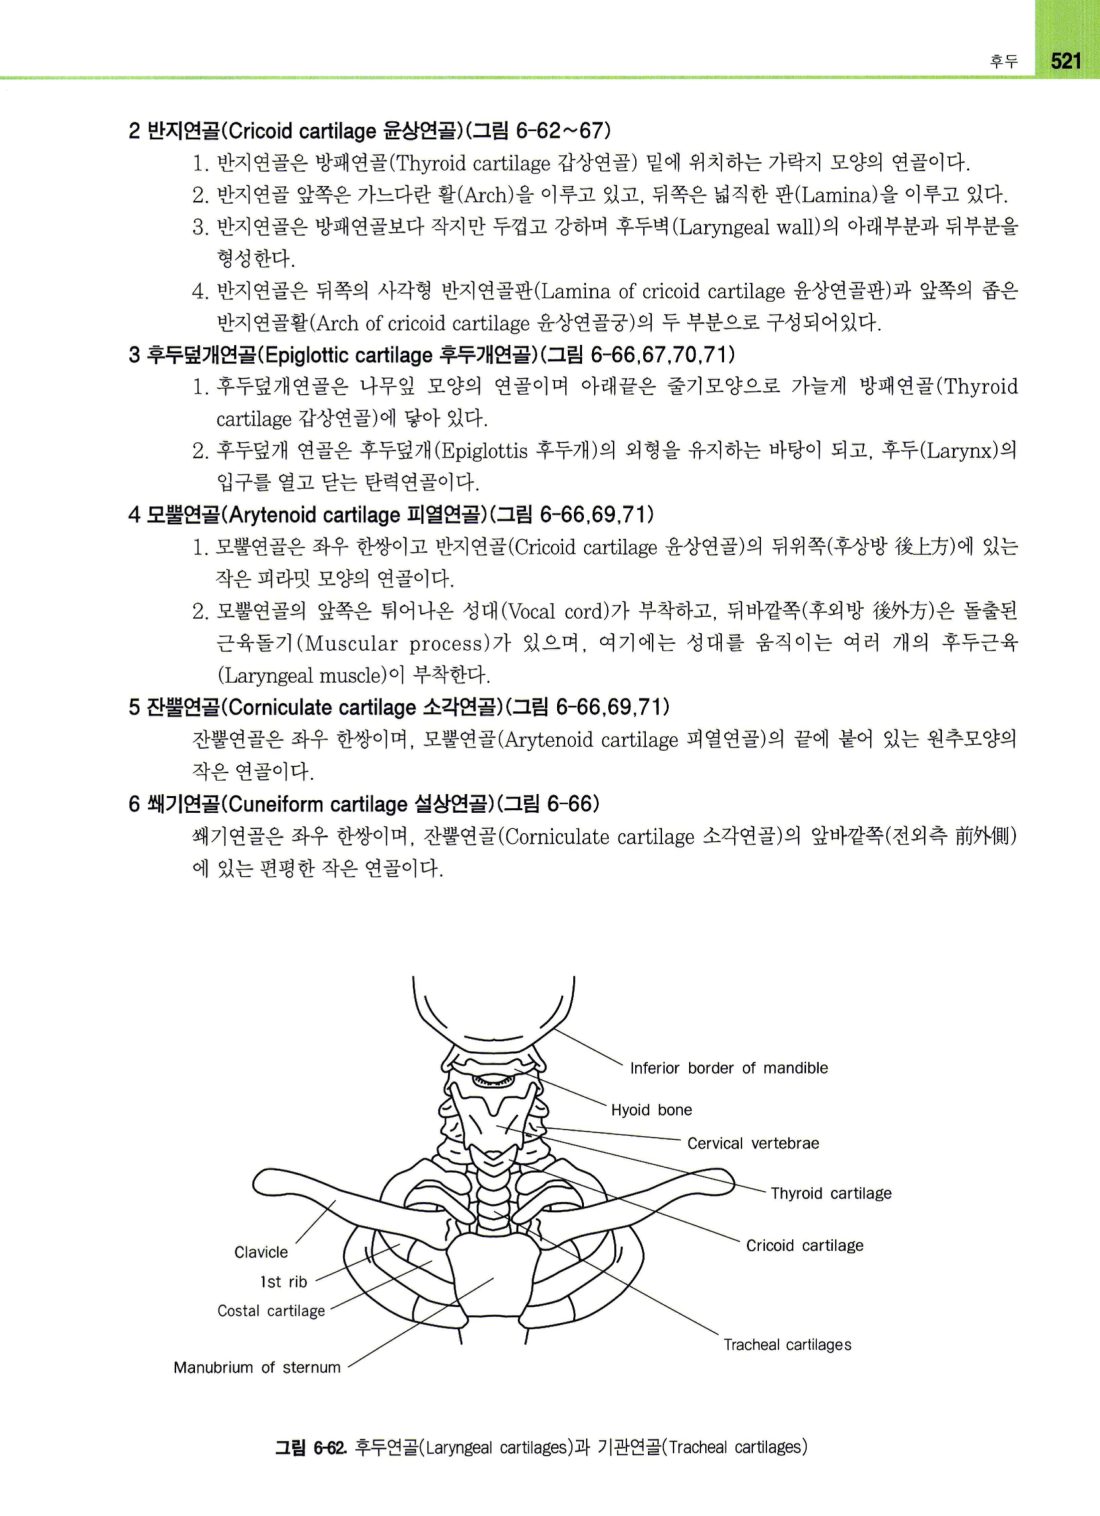 후두 521
2 반지연골(Cricoid cartilage 윤상연골)(그림 6-62~67)
1. 반지연골은 방패연골(Thyroid cartilage 갑상연골) 밑에 위치하는 가락지 모양의 연골이다.
2. 반지연골 앞쪽은 가느다란 활(Arch)을 이루고 있고, 뒤쪽은 넓직한 판(Lamina)을 이루고 있다.
3. 반지연골은 방패연골보다 작지만 두껍고 강하며 후두벽(Laryngeal wall)의 아래부분과 뒤부분을
형성한다.
4. 반지연골은 뒤쪽의 사각형 반지연골판(Lamina of cricoid cartilage 윤상연골판)과 앞쪽의 좁은
반지연골활(Arch of cricoid cartilage 윤상연골궁)의 두 부분으로 구성되어있다.
3 후두덮개연골(Epiglottic cartilage 후두개연골)(그림 6-66,67,70,71)
1. 후두덮개연골은 나무잎 모양의 연골이며 아래끝은 줄기모양으로 가늘게 방패연골(Thyroid
cartilage 갑상연골)에 닿아 있다.
2. 후두덮개 연골은 후두덮개(Epiglottis 후두개)의 외형을 유지하는 바탕이 되고, 후두(Larynx)의
입구를 열고 닫는 탄력연골이다.
4 모뿔연골(Arytenoid cartilage 피열연골)(그림 6-66,69,71)
1. 모뿔연골은 좌우 한쌍이고 반지연골(Cricoid cartilage 윤상연골)의 뒤위쪽(후상방 後上方)에 있는
작은 피라밋 모양의 연골이다.
2. 모뿔연골의 앞쪽은 튀어나온 성대(Vocal cord)가 부착하고, 뒤바깥쪽(후외방 後外方)은 돌출된
근육돌기(Muscular process)가 있으며, 여기에는 성대를 움직이는 여러 개의 후두근육
(Laryngeal muscle)이 부착한다.
5 잔뿔연골(Corniculate cartilage 소각연골)(그림 6-66,69,71)
잔뿔연골은 좌우 한쌍이며, 모뿔연골(Arytenoid cartilage 피열연골)의 끝에 붙어 있는 원추모양의
작은 연골이다.
6 쐐기연골(Cuneiform cartilage 설상연골)(그림 6-66)
쐐기연골은 좌우 한쌍이며, 잔뿔연골(Corniculate cartilage 소각연골)의 앞바깥쪽(전외측 前外側)
에 있는 편평한 작은 연골이다.
Inferior border of mandible
Hyoid bone
Cervical vertebrae
Thyroid cartilage
Cricoid cartilage
Clavicle
1st rib
Costal cartilage
Tracheal cartilages
Manubrium of sternum
그림 6-62. 후두연골(Laryngeal cartilages)과 기관연골(Tracheal cartilages)